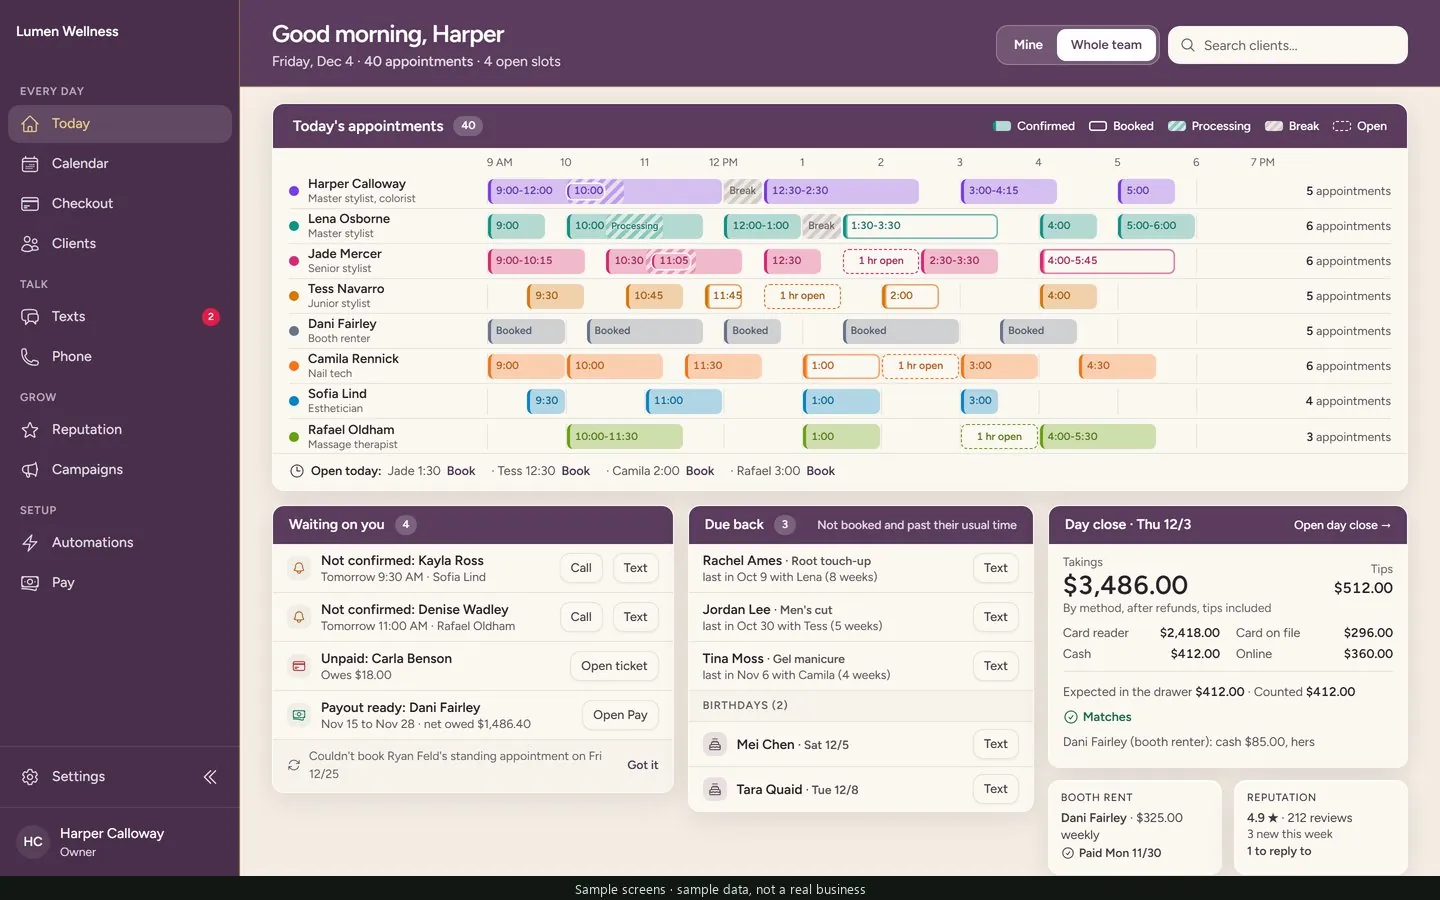 Lumen Wellness
EVERY DAY
Today
Calendar
Checkout
Clients
TALK
Texts 2
Phone
GROW
Reputation
Campaigns
SETUP
Automations
Pay
Settings
HC Harper Calloway
Owner
Good morning, Harper
Friday, Dec 4 · 40 appointments · 4 open slots
Mine Whole team Search clients...
Today's appointments 40 Confirmed Booked Processing Break Open
9 AM 10 11 12 PM 1 2 3 4 5 6 7 PM
Harper Calloway 9:00-12:00 10:00 Break 12:30-2:30 3:00-4:15 5:00 5 appointments
Master stylist, colorist
Lena Osborne 9:00 10:00 Processing 12:00-1:00 Break 1:30-3:30 4:00 5:00-6:00 6 appointments
Master stylist
Jade Mercer 9:00-10:15 10:30 11:05 12:30 1 hr open 2:30-3:30 4:00-5:45 6 appointments
Senior stylist
Tess Navarro 9:30 10:45 11:45 1 hr open 2:00 4:00 5 appointments
Junior stylist
Dani Fairley Booked Booked Booked Booked Booked 5 appointments
Booth renter
Camila Rennick 9:00 10:00 11:30 1:00 1 hr open 3:00 4:30 6 appointments
Nail tech
Sofia Lind 9:30 11:00 1:00 3:00 4 appointments
Esthetician
Rafael Oldham 10:00-11:30 1:00 1 hr open 4:00-5:30 3 appointments
Massage therapist
Open today: Jade 1:30 Book · Tess 12:30 Book · Camila 2:00 Book · Rafael 3:00 Book
Waiting on you 4
Not confirmed: Kayla Ross Call Text
Tomorrow 9:30 AM · Sofia Lind
Not confirmed: Denise Wadley Call Text
Tomorrow 11:00 AM · Rafael Oldham
Unpaid: Carla Benson Open ticket
Owes $18.00
Payout ready: Dani Fairley Open Pay
Nov 15 to Nov 28 · net owed $1,486.40
Couldn't book Ryan Feld's standing appointment on Fri
12/25 Got it
Due back 3 Not booked and past their usual time
Rachel Ames · Root touch-up Text
last in Oct 9 with Lena (8 weeks)
Jordan Lee · Men's cut Text
last in Oct 30 with Tess (5 weeks)
Tina Moss · Gel manicure Text
last in Nov 6 with Camila (4 weeks)
BIRTHDAYS (2)
Mei Chen · Sat 12/5 Text
Tara Quaid · Tue 12/8 Text
Day close · Thu 12/3 Open day close →
Takings Tips
$3,486.00 $512.00
By method, after refunds, tips included
Card reader $2,418.00 Card on file $296.00
Cash $412.00 Online $360.00
Expected in the drawer $412.00 · Counted $412.00
Matches
Dani Fairley (booth renter): cash $85.00, hers
BOOTH RENT
Dani Fairley · $325.00
weekly
Paid Mon 11/30
REPUTATION
4.9 ★ · 212 reviews
3 new this week
1 to reply to
Sample screens · sample data, not a real business